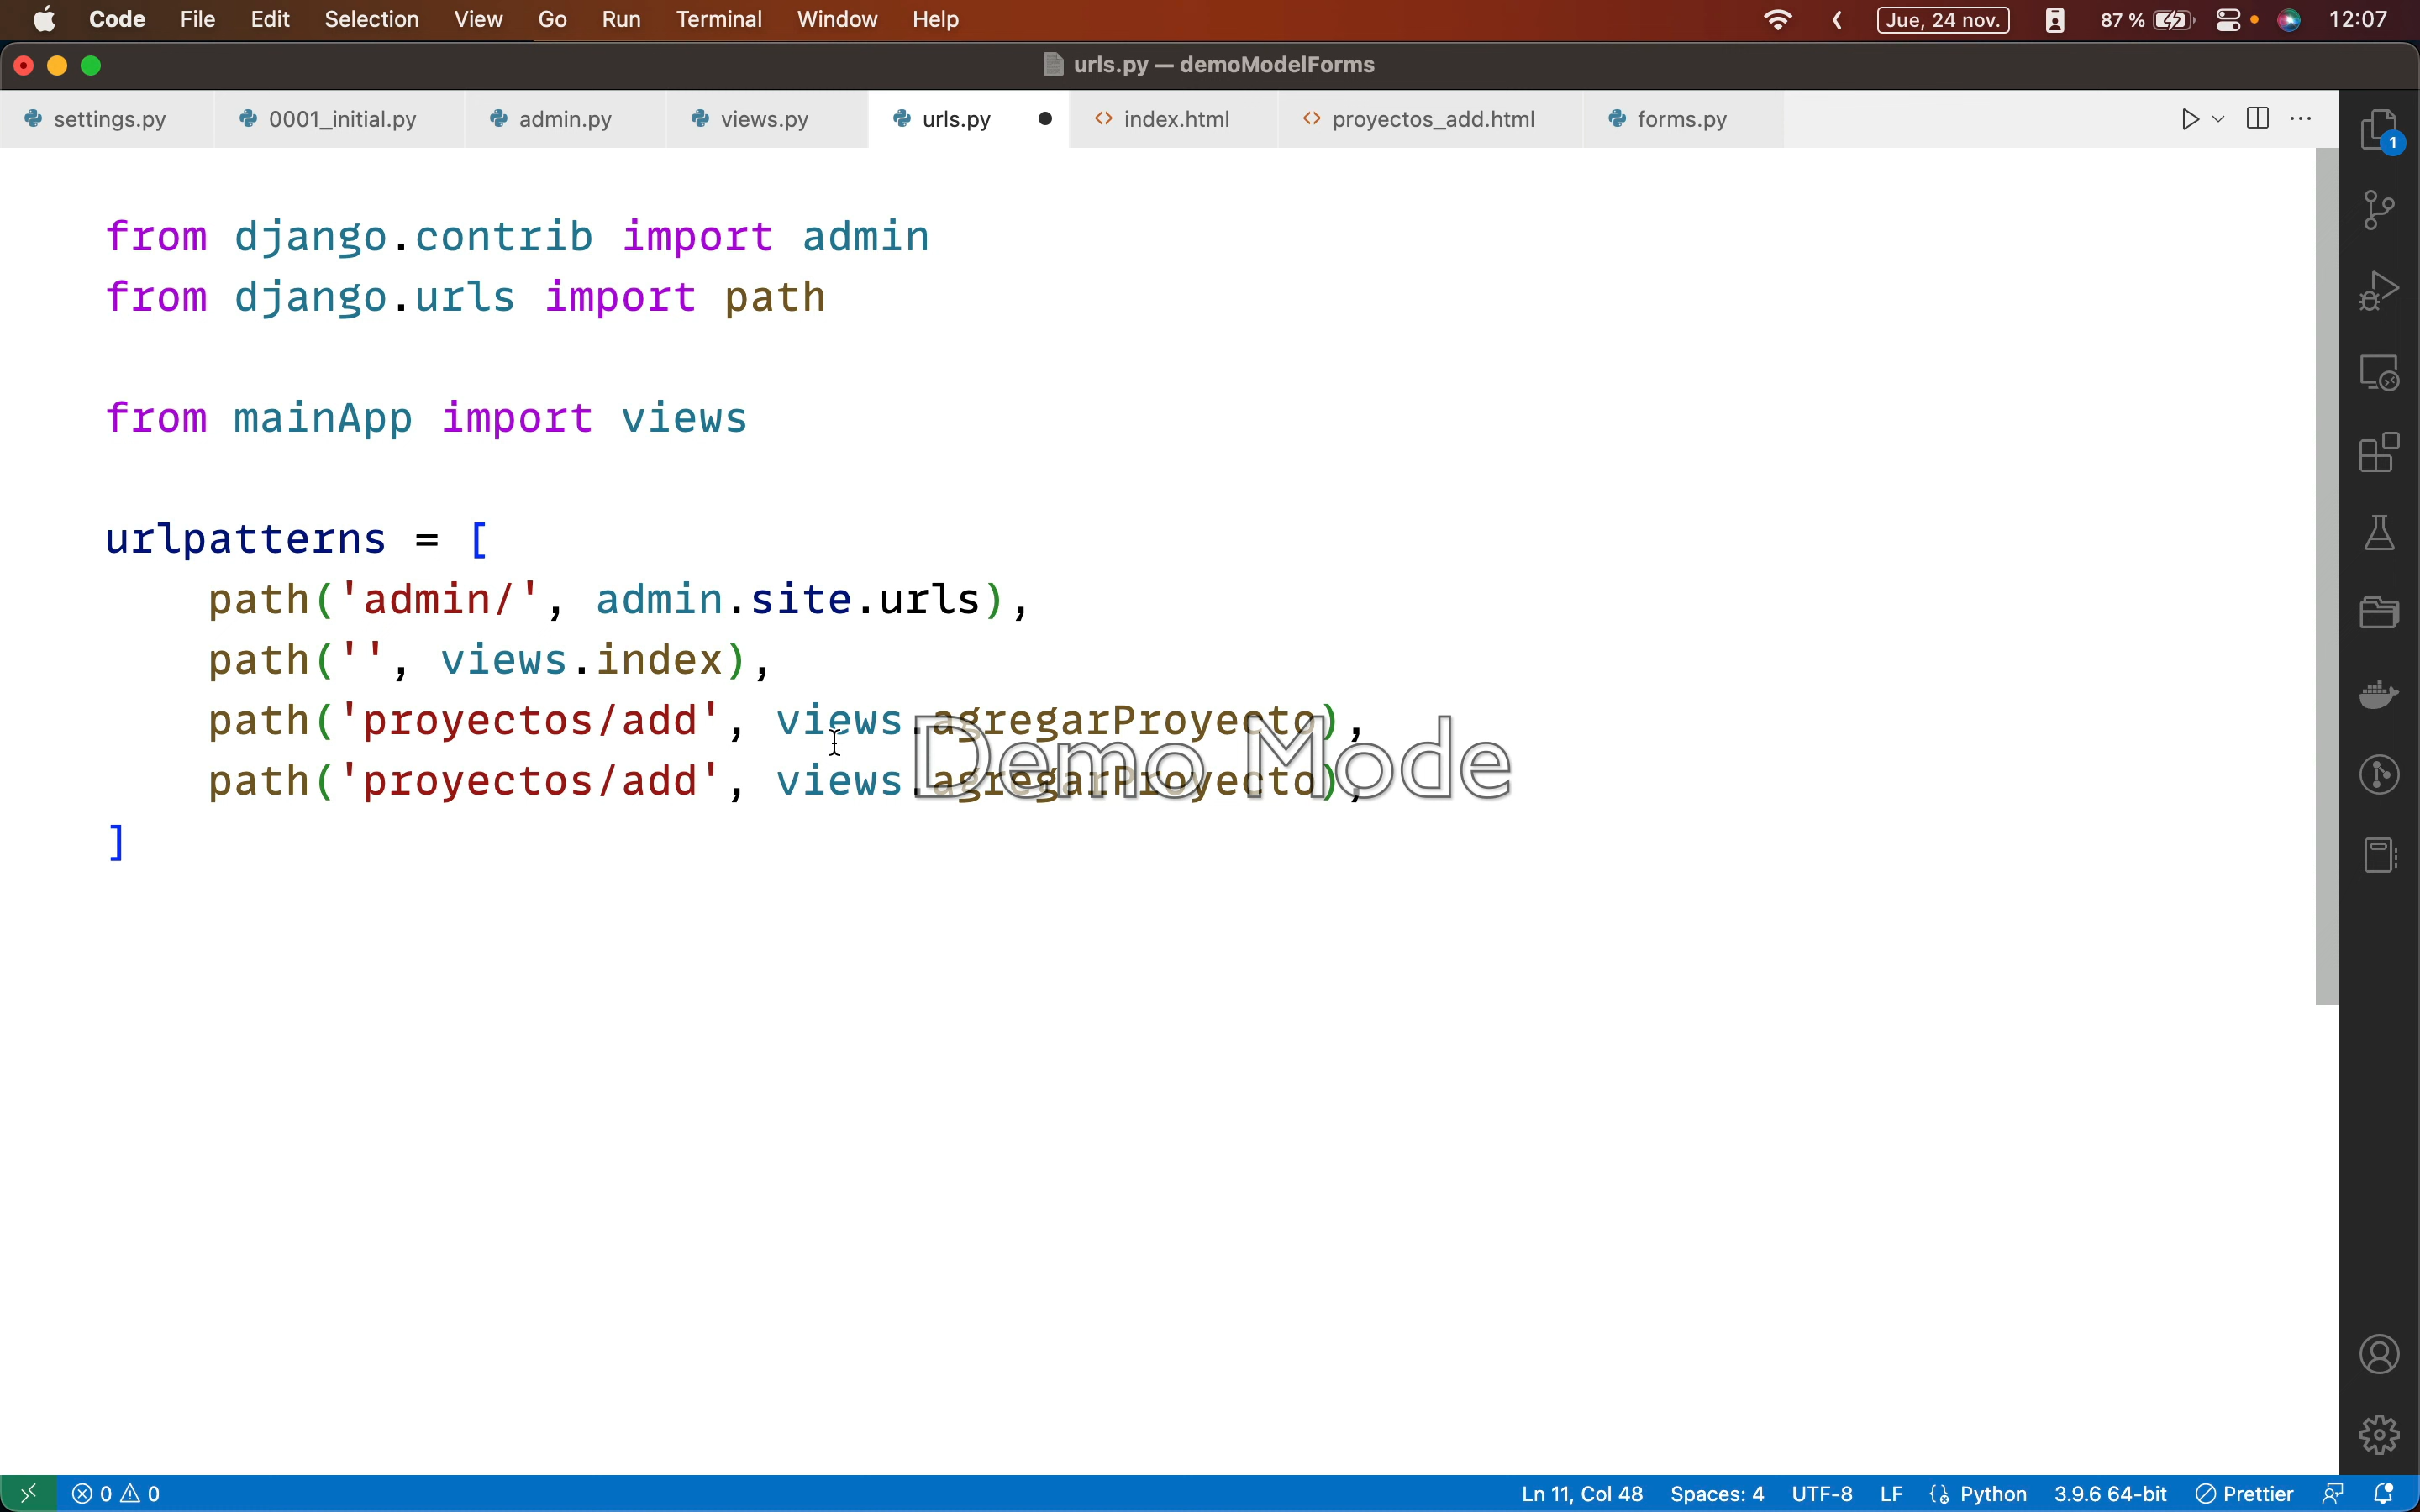 Code File Edit Selection View Go Run Terminal Window Help Jue, 24 nov. 87 % 12:07
urls.py — demoModelForms
settings.py 0001_initial.py admin.py views.py urls.py index.html proyectos_add.html forms.py
1
from django.contrib import admin
from django.urls import path
from mainApp import views
urlpatterns = [
path('admin/', admin.site.urls),
path('', views.index),
path('proyectos/add', views.agregarProyecto),
path('proyectos/add', views.agregarProyecto),
Demo Mode
]
0 0 Ln 11, Col 48 Spaces: 4 UTF-8 LF Python 3.9.6 64-bit Prettier